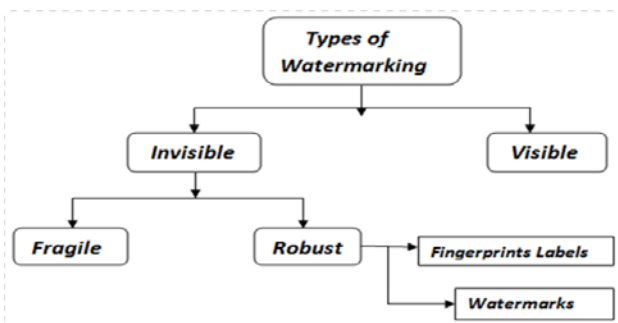 Types of
Watermarking
Invisible
Visible
Fragile
Robust
Fingerprints Labels
Watermarks